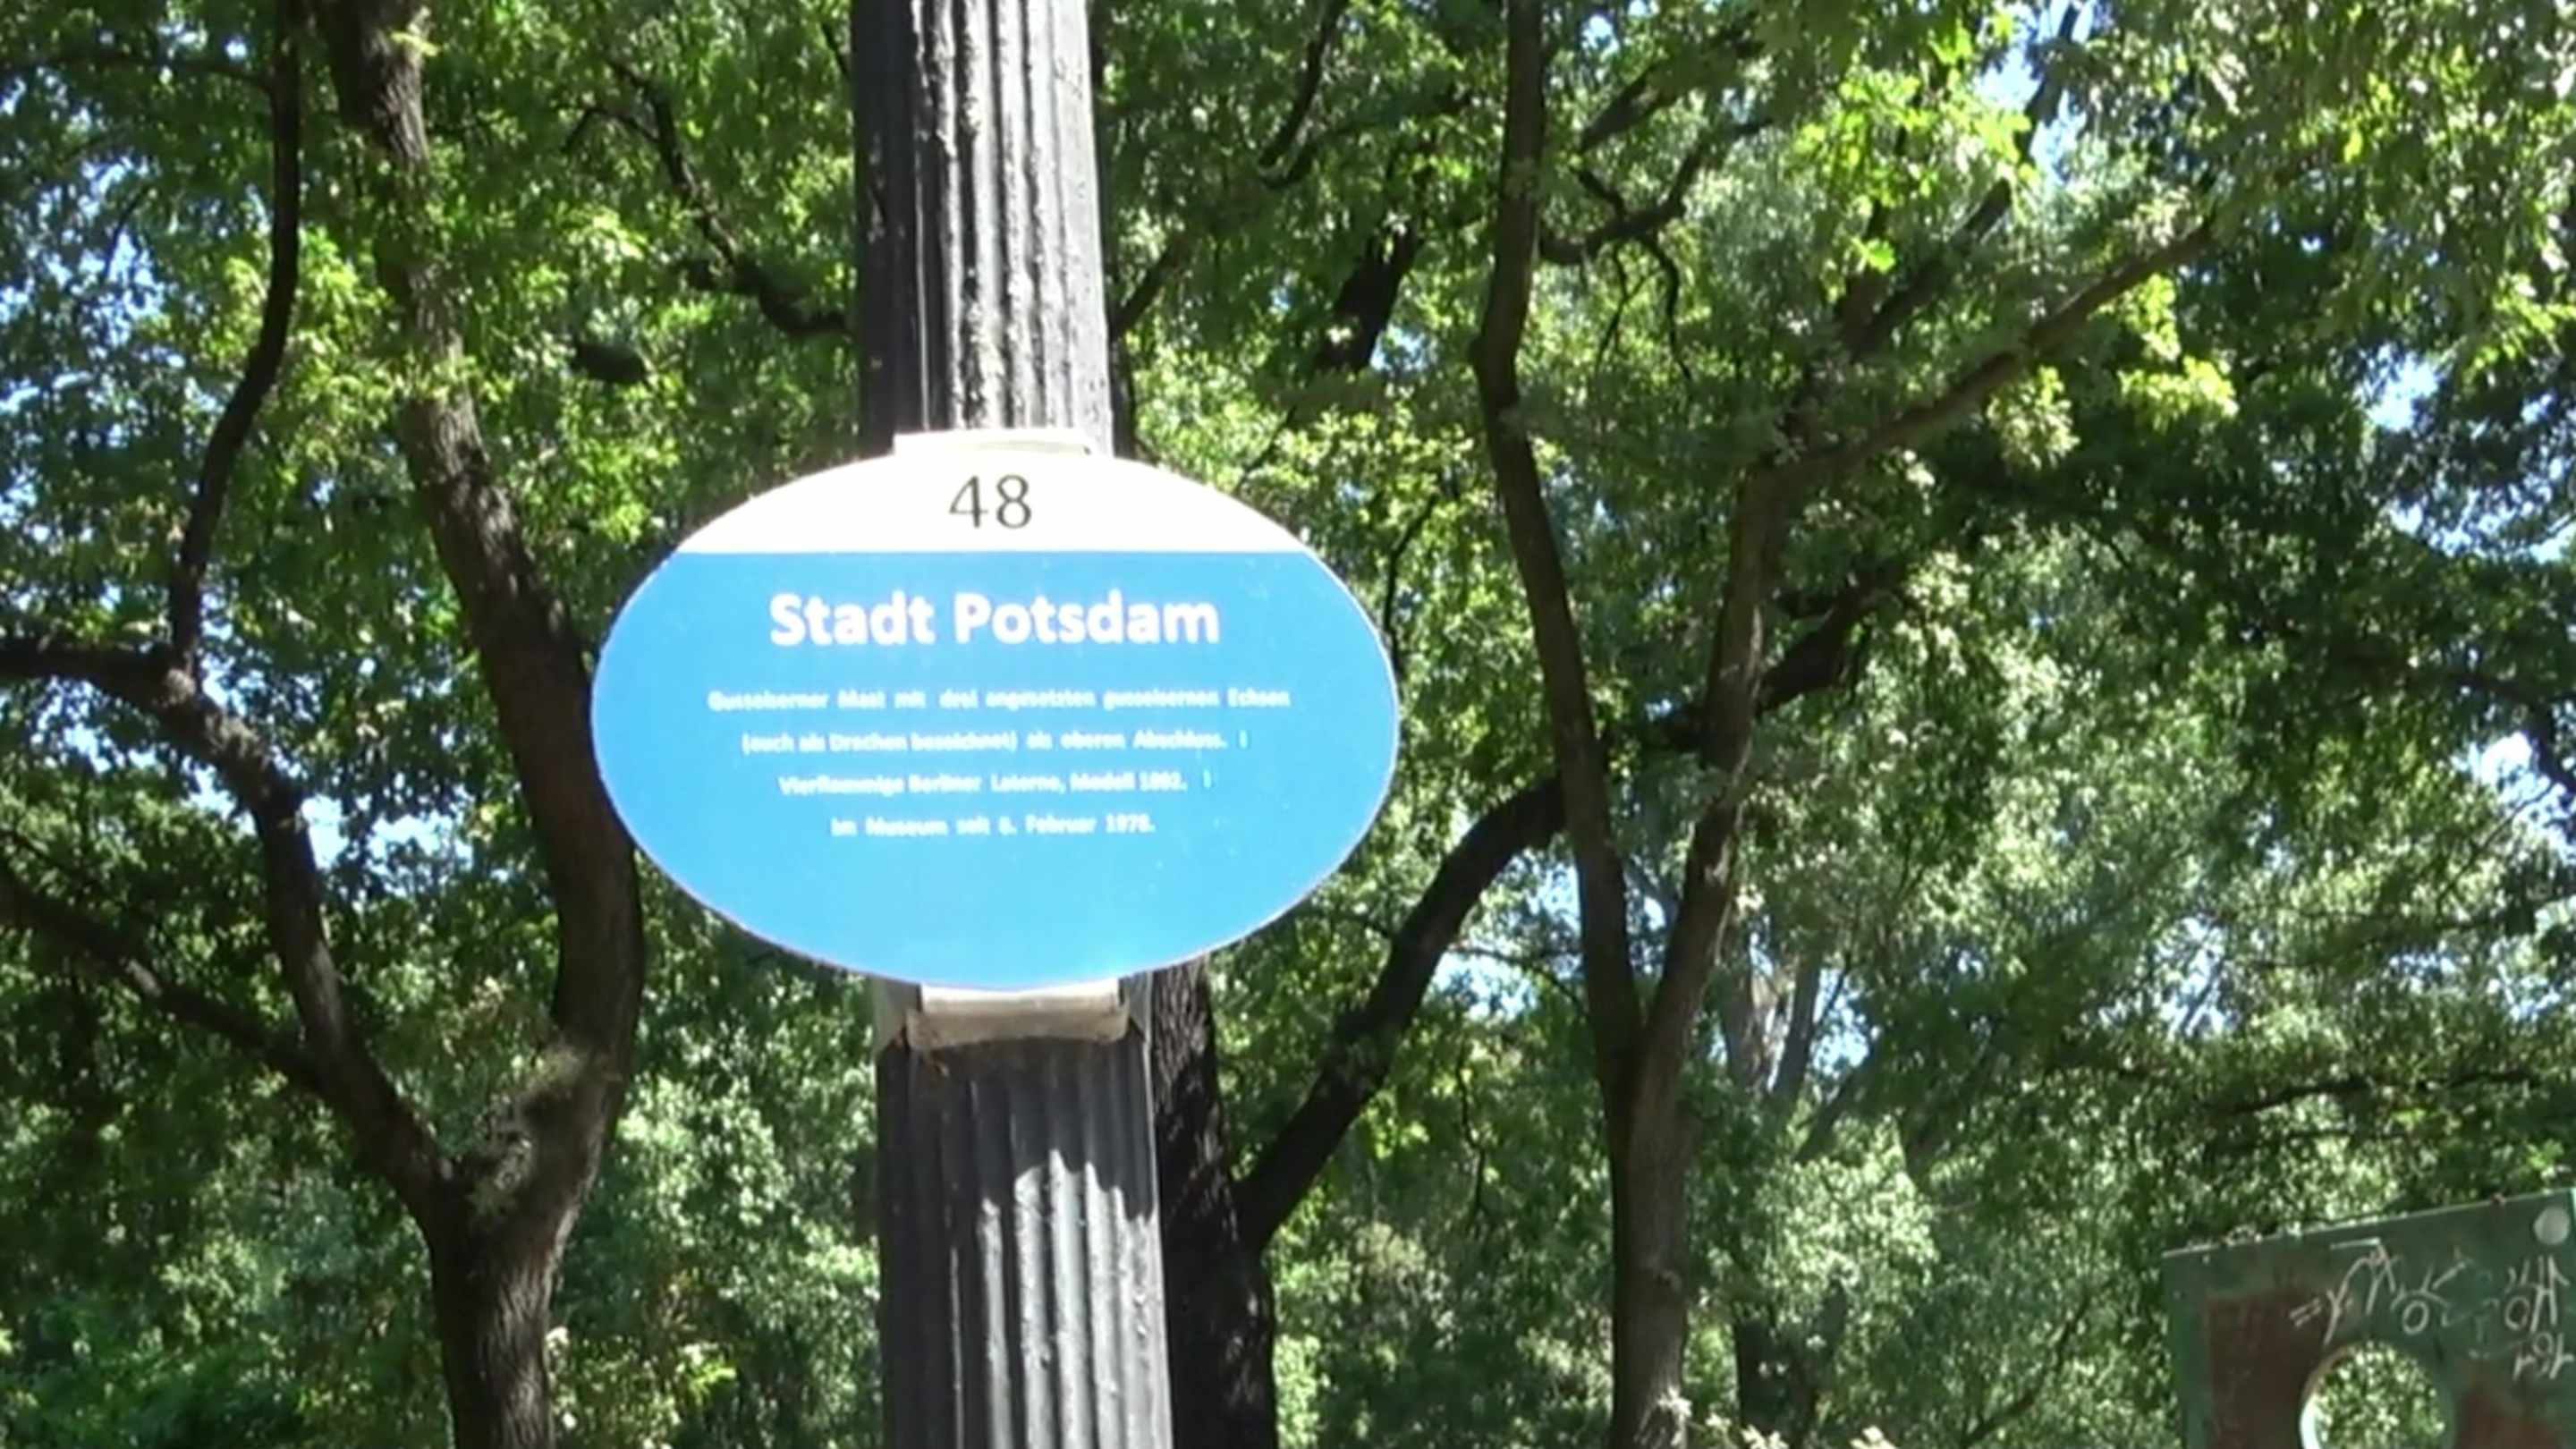 48
Stadt Potsdam
Gusseiserner Mast mit drei angesetzten gusseisernen Echsen
(auch als Drachen bezeichnet) als oberen Abschluss.
Vierflammige Berliner Laterne, Modell 1892.
Im Museum seit 6. Februar 1978.